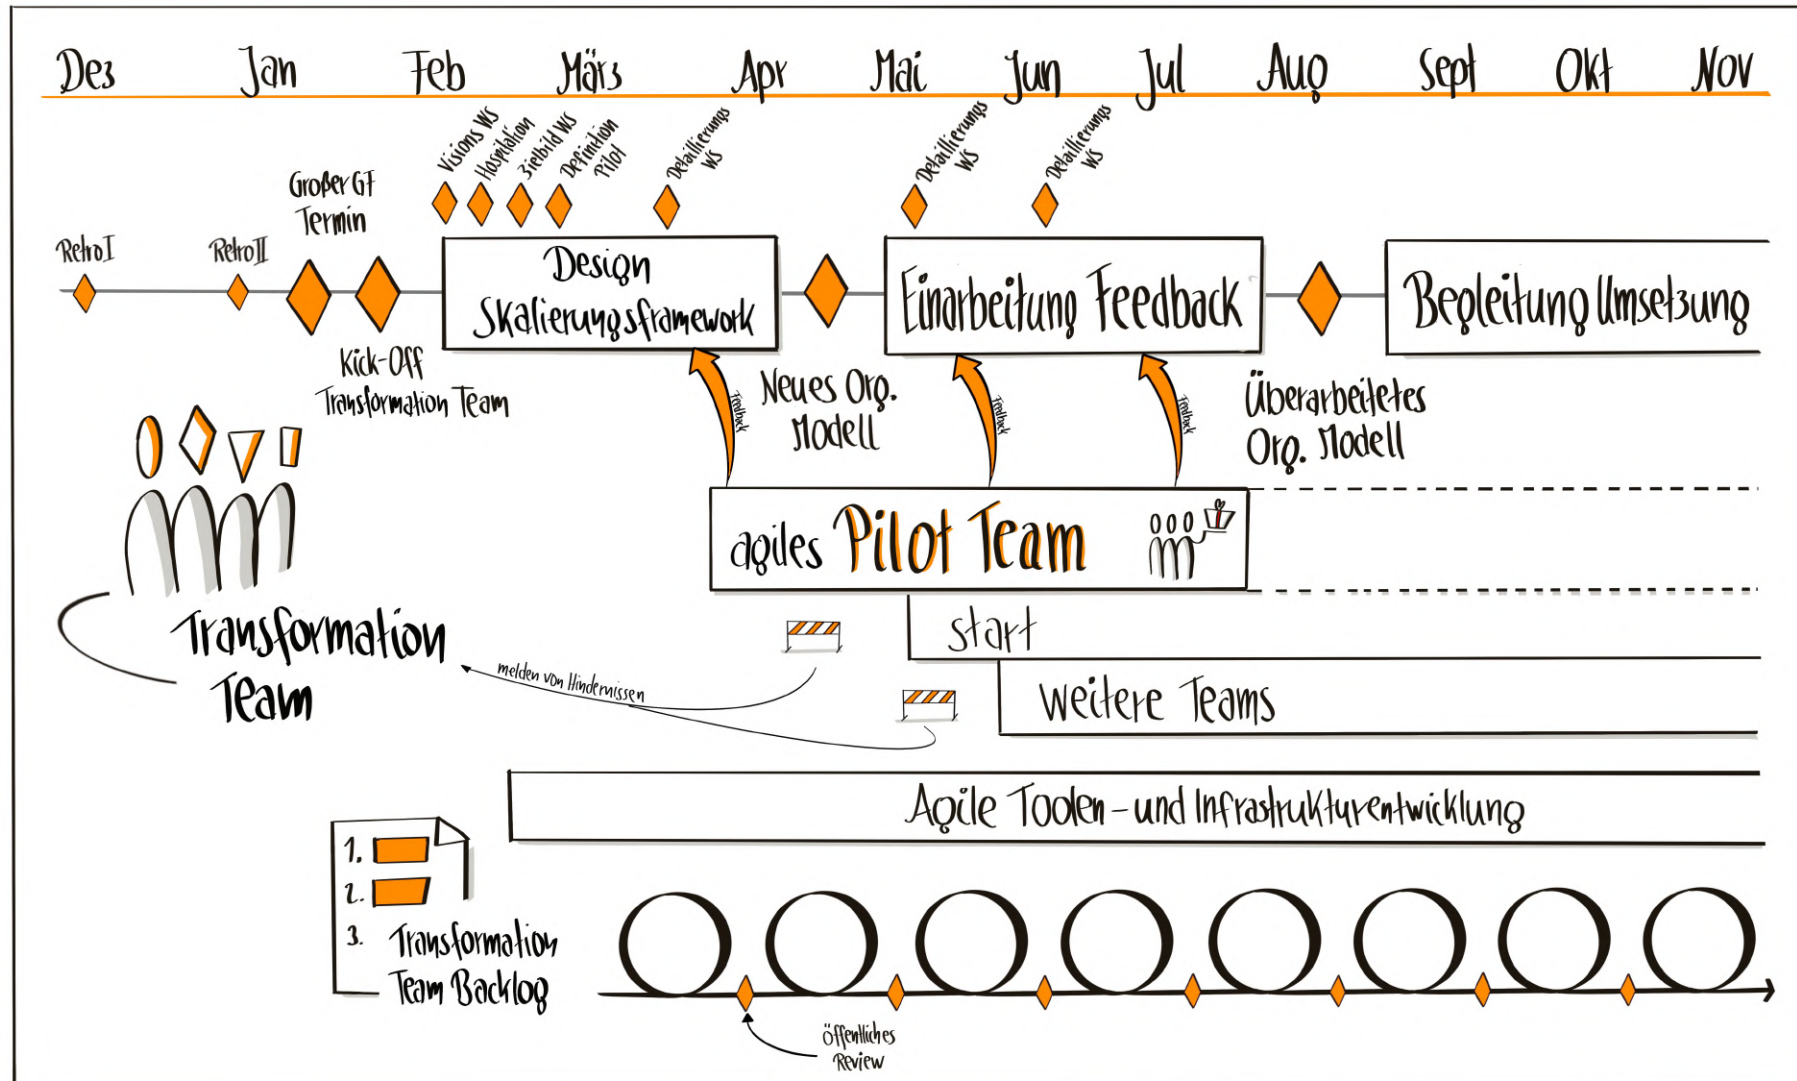 Dez Jan Feb März Apr Mai Jun Jul Aug Sept Okt Nov
Visions WS
Hospitation
Zielbild WS
Definition
Pilot
Detaillierungs
WS
Detaillierungs
WS
Detaillierungs
WS
Retro I
Retro II
Großer GF
Termin
Kick-Off
Transformation Team
Design
Skalierungsframework
Einarbeitung Feedback
Begleitung Umsetzung
Feedback
Neues Org.
Modell
Feedback
Feedback
Überarbeitetes
Org. Modell
agiles Pilot Team
Transformation
Team
start
melden von Hindernissen
weitere Teams
Agile Toolen- und Infrastrukturentwicklung
1.
2.
3.
Transformation
Team Backlog
öffentliches
Review